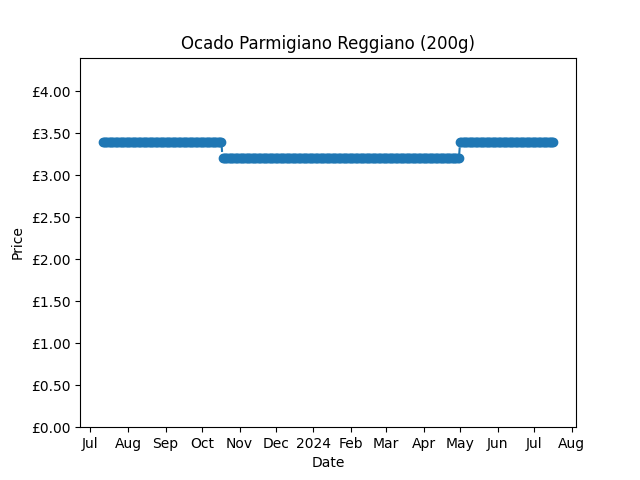 Ocado Parmigiano Reggiano (200g)
£4.00
£3.50
£3.00
£2.50
£2.00
£1.50
£1.00
£0.50
£0.00
Price
Jul Aug Sep Oct Nov Dec 2024 Feb Mar Apr May Jun Jul Aug
Date